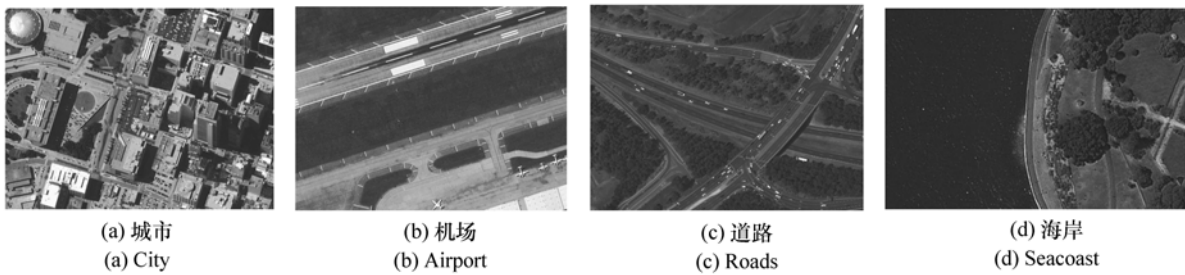 (a) 城市
(b) 机场
(c) 道路
(d) 海岸
(a) City
(b) Airport
(c) Roads
(d) Seacoast